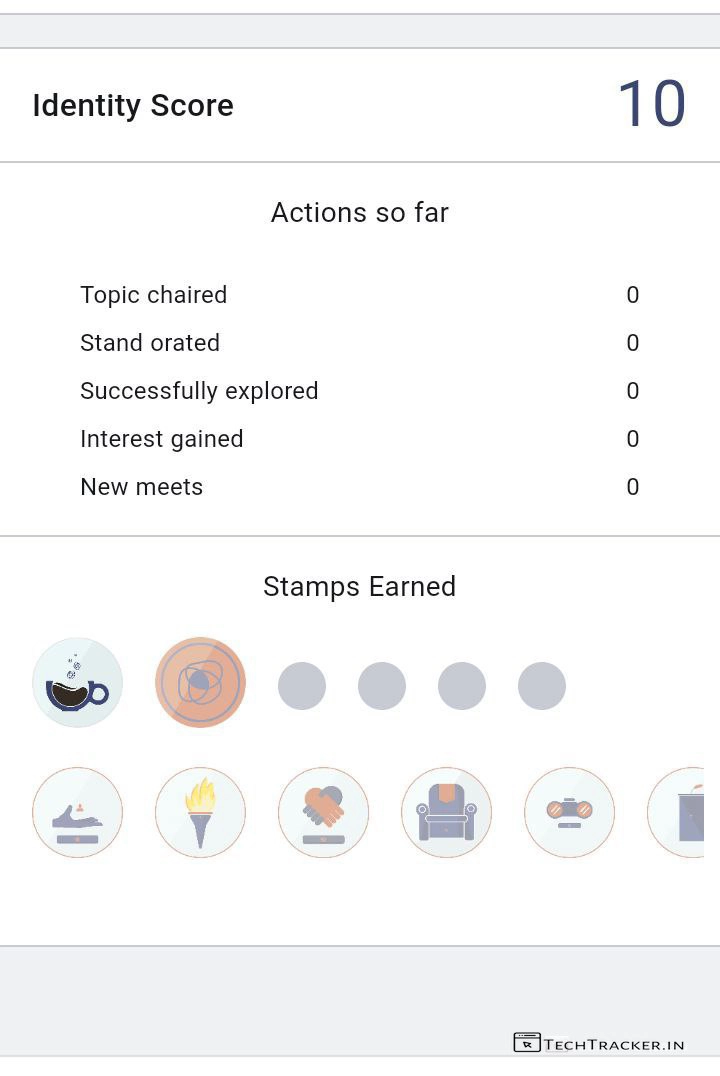 Identity Score 10
Actions so far
Topic chaired 0
Stand orated 0
Successfully explored 0
Interest gained 0
New meets 0
Stamps Earned
TECHTRACKER.IN